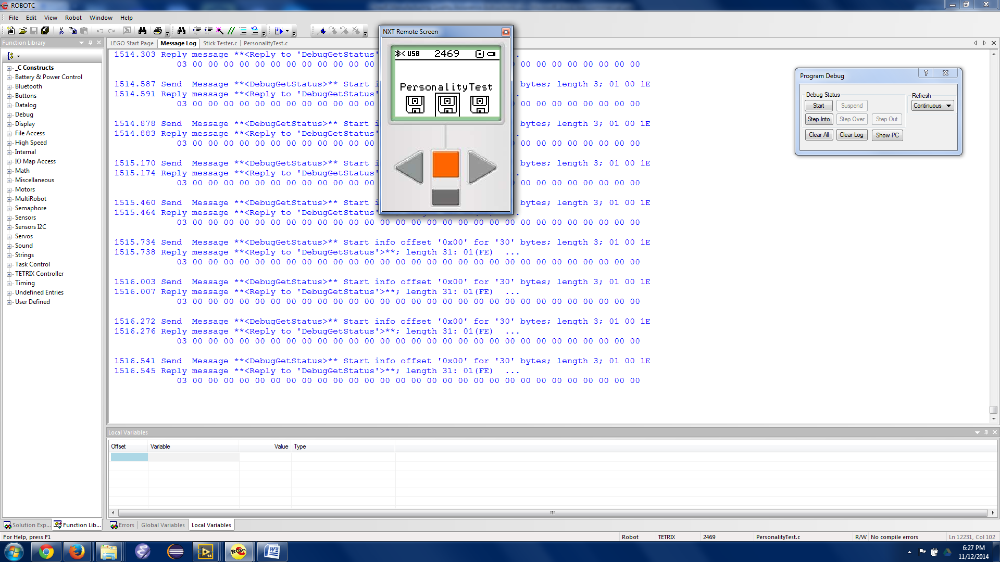 ROBOTC
File Edit View Robot Window Help
Function Library
LEGO Start Page Message Log Stick Tester.c PersonalityTest.c
_C Constructs
Battery & Power Control
Bluetooth
Buttons
Datalog
Debug
Display
File Access
High Speed
Internal
IO Map Access
Math
Miscellaneous
Motors
MultiRobot
Semaphore
Sensors
Sensors I2C
Servos
Sound
Strings
Task Control
TETRIX Controller
Timing
Undefined Entries
User Defined
1514.303 Reply message **<Reply to 'DebugGetStatus' .
03 00 00 00 00 00 00 00 00 00 00 00 00 00 00 00 00 00 00 00 00
1514.587 Send Message **<DebugGetStatus>** Start i bytes; length 3; 01 00 1E
1514.591 Reply message **<Reply to 'DebugGetStatus' .
03 00 00 00 00 00 00 00 00 00 00 00 00 00 00 00 00 00 00 00 00
1514.878 Send Message **<DebugGetStatus>** Start i bytes; length 3; 01 00 1E
1514.883 Reply message **<Reply to 'DebugGetStatus' .
03 00 00 00 00 00 00 00 00 00 00 00 00 00 00 00 00 00 00 00 00
1515.170 Send Message **<DebugGetStatus>** Start i bytes; length 3; 01 00 1E
1515.174 Reply message **<Reply to 'DebugGetStatus' .
03 00 00 00 00 00 00 00 00 00 00 00 00 00 00 00 00 00 00 00 00
1515.460 Send Message **<DebugGetStatus>** Start i bytes; length 3; 01 00 1E
1515.464 Reply message **<Reply to 'DebugGetStatus' .
03 00 00 00 00 00 00 00 00 00 00 00 00 00 00 00 00 00 00 00 00 00 00 00 00 00 00 00 00 00
1515.734 Send Message **<DebugGetStatus>** Start info offset '0x00' for '30' bytes; length 3; 01 00 1E
1515.738 Reply message **<Reply to 'DebugGetStatus'>**; length 31: 01(FE) ...
03 00 00 00 00 00 00 00 00 00 00 00 00 00 00 00 00 00 00 00 00 00 00 00 00 00 00 00 00 00
1516.003 Send Message **<DebugGetStatus>** Start info offset '0x00' for '30' bytes; length 3; 01 00 1E
1516.007 Reply message **<Reply to 'DebugGetStatus'>**; length 31: 01(FE) ...
03 00 00 00 00 00 00 00 00 00 00 00 00 00 00 00 00 00 00 00 00 00 00 00 00 00 00 00 00 00
1516.272 Send Message **<DebugGetStatus>** Start info offset '0x00' for '30' bytes; length 3; 01 00 1E
1516.276 Reply message **<Reply to 'DebugGetStatus'>**; length 31: 01(FE) ...
03 00 00 00 00 00 00 00 00 00 00 00 00 00 00 00 00 00 00 00 00 00 00 00 00 00 00 00 00 00
1516.541 Send Message **<DebugGetStatus>** Start info offset '0x00' for '30' bytes; length 3; 01 00 1E
1516.545 Reply message **<Reply to 'DebugGetStatus'>**; length 31: 01(FE) ...
03 00 00 00 00 00 00 00 00 00 00 00 00 00 00 00 00 00 00 00 00 00 00 00 00 00 00 00 00 00
NXT Remote Screen
USB 2469
PersonalityTest
Program Debug
Debug Status Refresh
Start Suspend Continuous
Step Into Step Over Step Out
Clear All Clear Log Show PC
Local Variables
Offset Variable Value Type
Solution Exp... Function Lib... Errors Global Variables Local Variables
For Help, press F1 Robot TETRIX 2469 PersonalityTest.c R/W No compile errors Ln 12231, Col 102
14 ROBOT 6:27 PM
11/12/2014